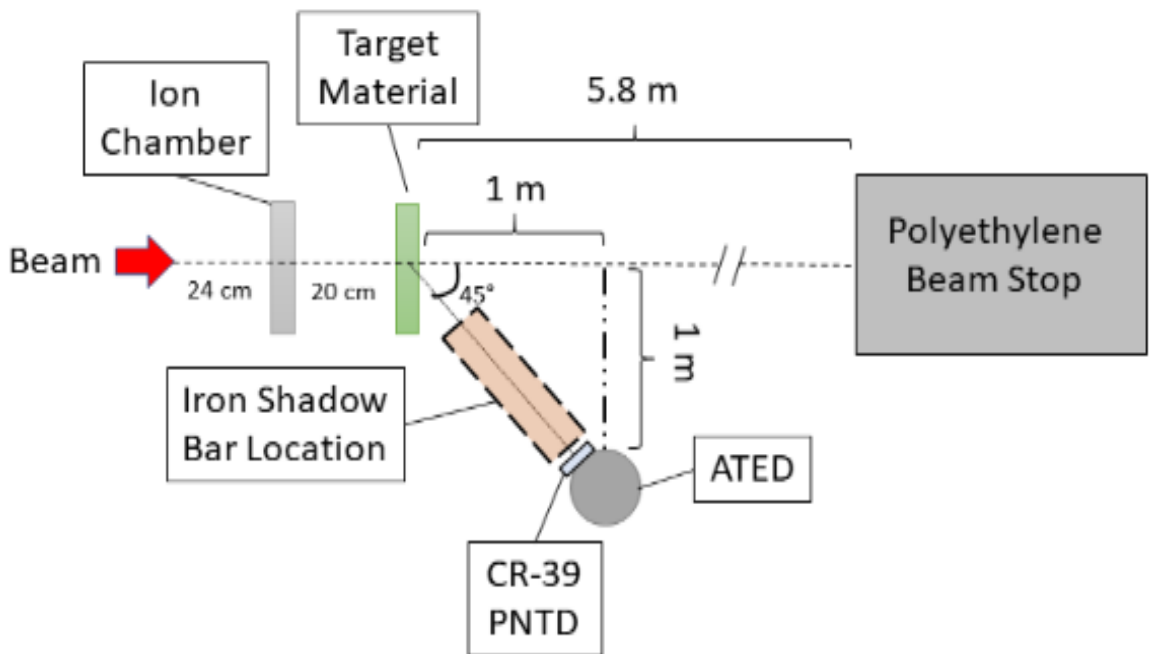 Target
Material
Ion
Chamber
5.8 m
1 m
Beam
24 cm
20 cm
45°
Polyethylene
Beam Stop
1 m
Iron Shadow
Bar Location
ATED
CR-39
PNTD